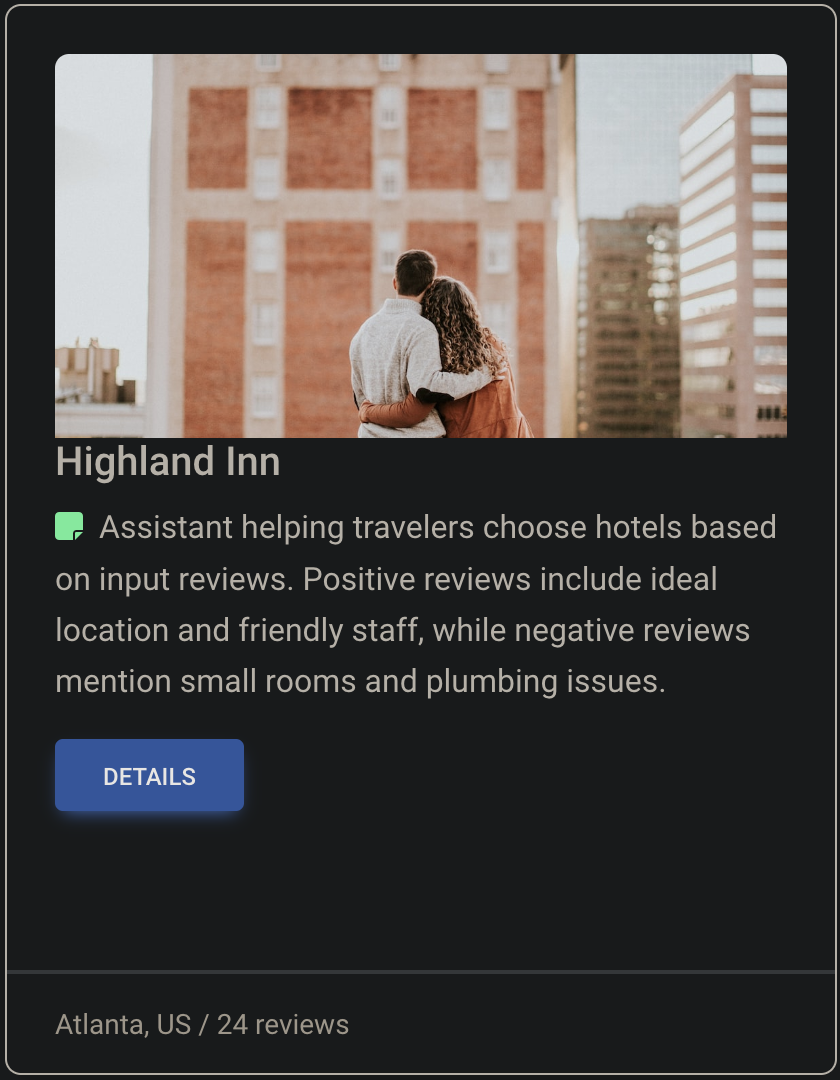 Highland Inn
Assistant helping travelers choose hotels based
on input reviews. Positive reviews include ideal
location and friendly staff, while negative reviews
mention small rooms and plumbing issues.
DETAILS
Atlanta, US / 24 reviews